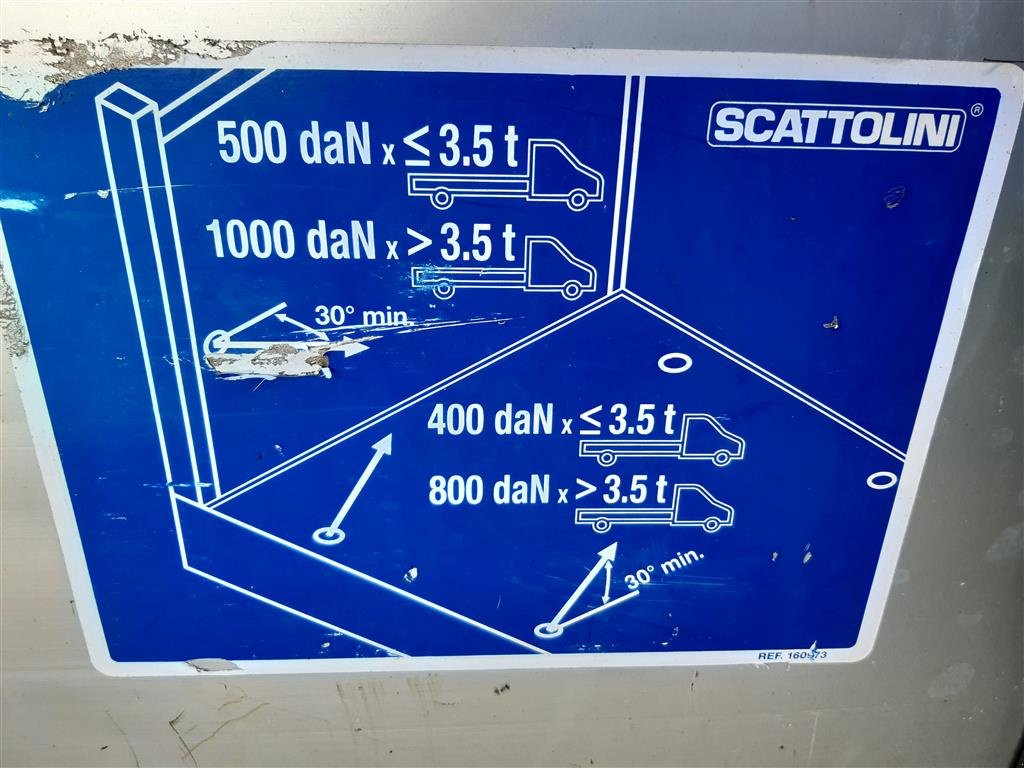 SCATTOLINI®
500 daN x ≤ 3.5 t
1000 daN x > 3.5 t
30° min.
400 daN x ≤ 3.5 t
800 daN x > 3.5 t
30° min.
REF.